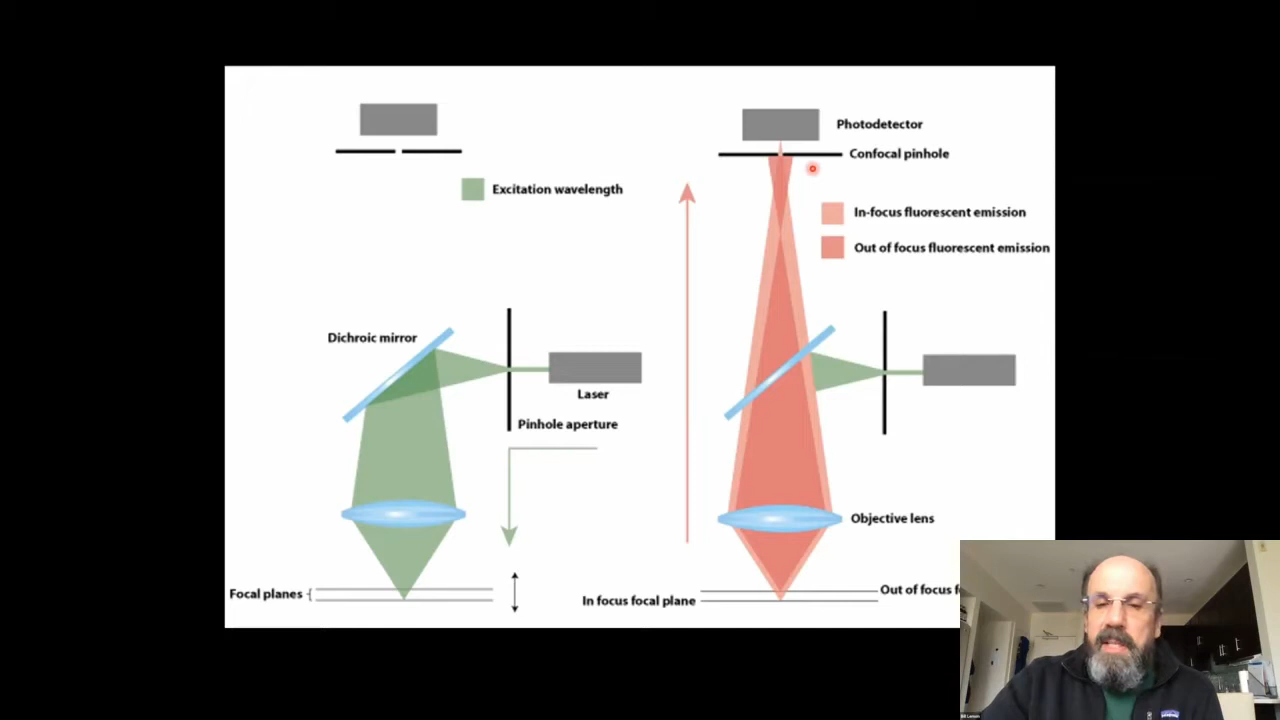 Photodetector
Confocal pinhole
Excitation wavelength
In-focus fluorescent emission
Out of focus fluorescent emission
Dichroic mirror
Laser
Pinhole aperture
Objective lens
Focal planes
In focus focal plane
Out of focus f